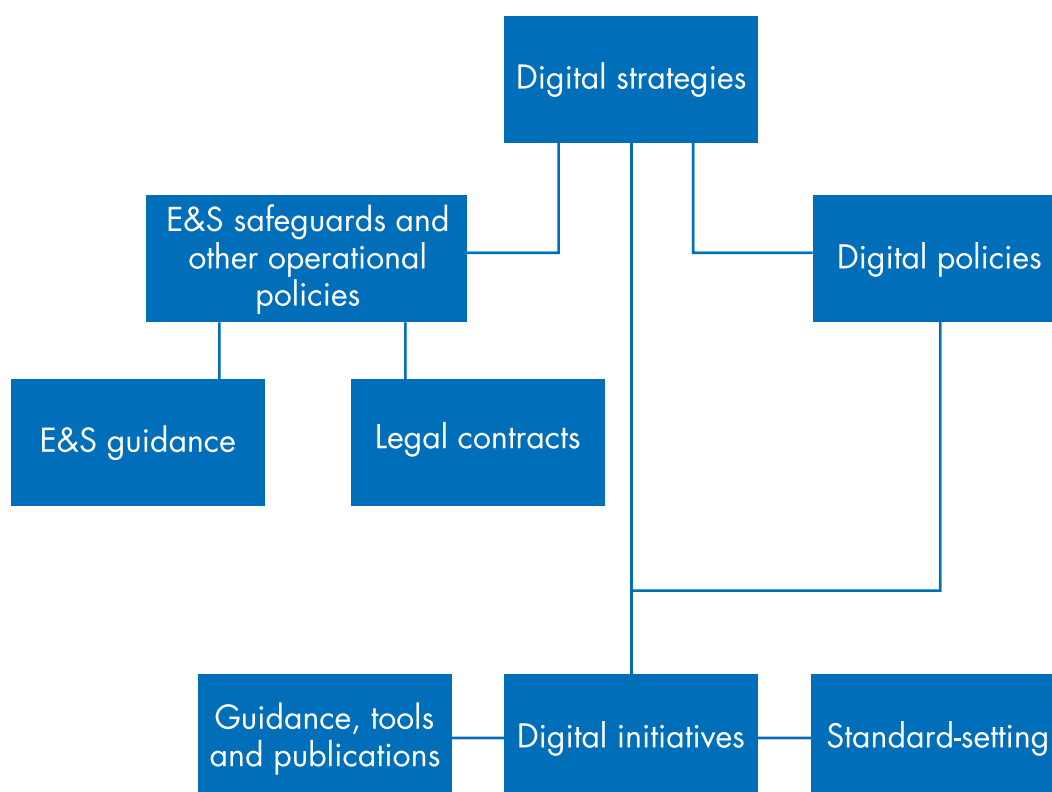 Digital strategies
E&S safeguards and
other operational
policies
Digital policies
E&S guidance
Legal contracts
Guidance, tools
and publications
Digital initiatives
Standard-setting